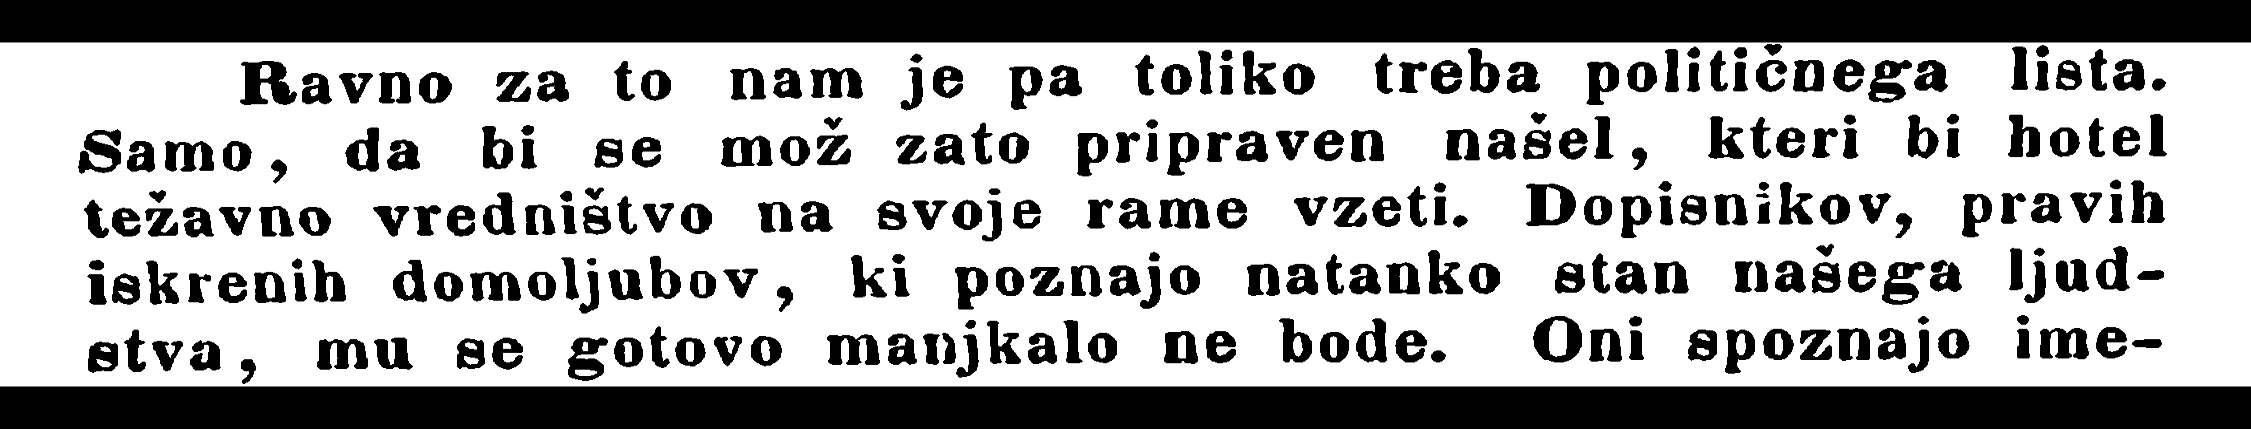 Ravno za to nam je pa toliko treba političnega lista.
Samo, da bi se mož zato pripraven našel, kteri bi hotel
težavno vredništvo na svoje rame vzeti. Dopisnikov, pravih
iskrenih domoljubov, ki poznajo natanko stan našega ljud-
stva, mu se gotovo manjkalo ne bode. Oni spoznajo ime-